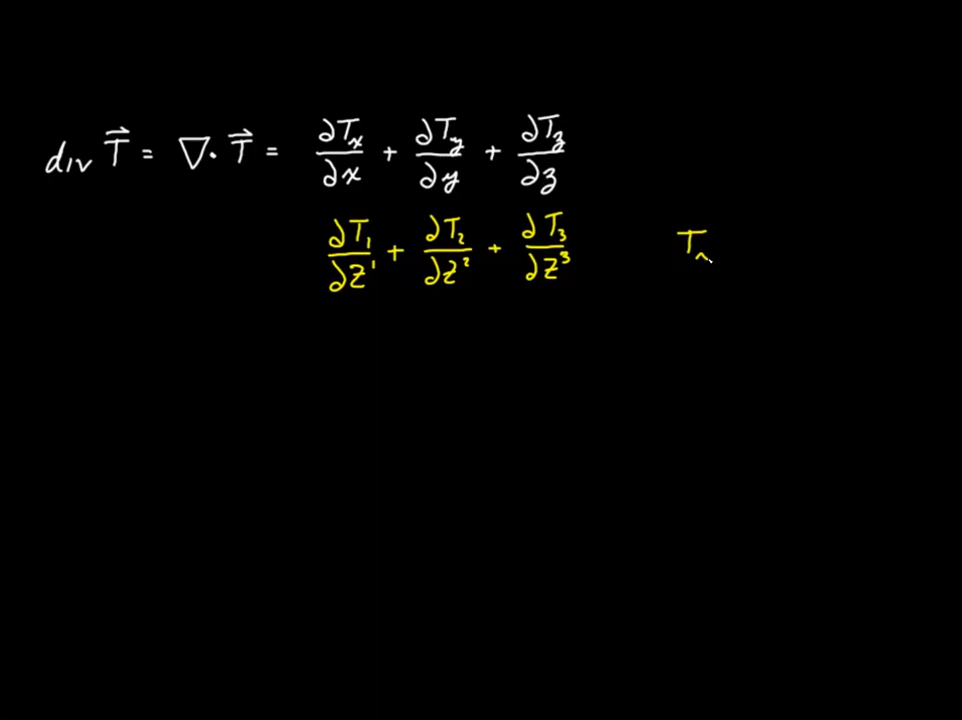 div T⃗ = ∇·T⃗ = ∂Tx/∂x + ∂Ty/∂y + ∂Tz/∂z
∂T₁/∂Z¹ + ∂T₂/∂Z² + ∂T₃/∂Z³ T